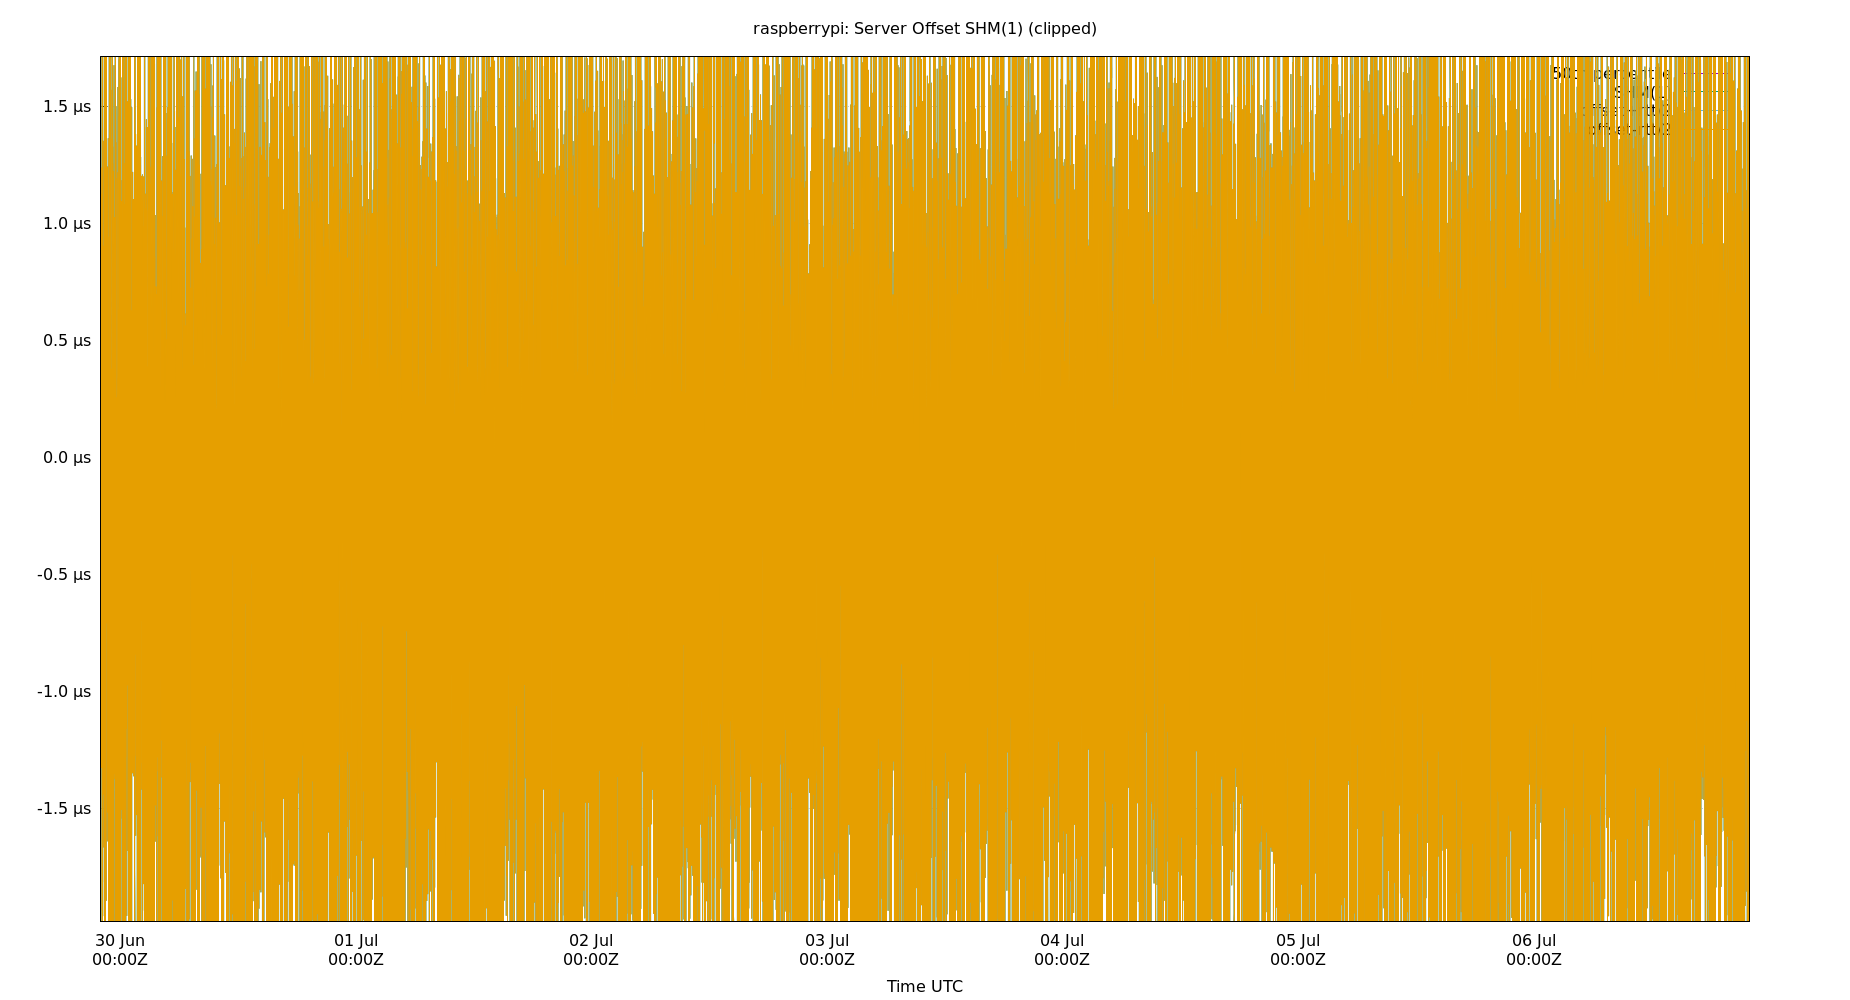 raspberrypi: Server Offset SHM(1) (clipped)
1.5 µs
1.0 µs
0.5 µs
0.0 µs
-0.5 µs
-1.0 µs
-1.5 µs
30 Jun 01 Jul 02 Jul 03 Jul 04 Jul 05 Jul 06 Jul
00:00Z 00:00Z 00:00Z 00:00Z 00:00Z 00:00Z 00:00Z
Time UTC